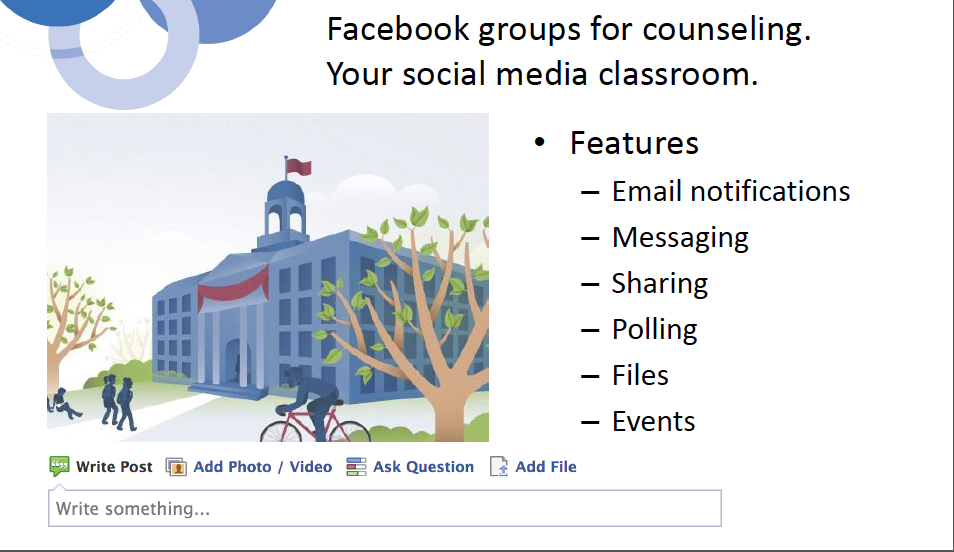 Facebook groups for counseling.
Your social media classroom.
• Features
– Email notifications
– Messaging
– Sharing
– Polling
– Files
– Events
Write Post Add Photo / Video Ask Question Add File
Write something...